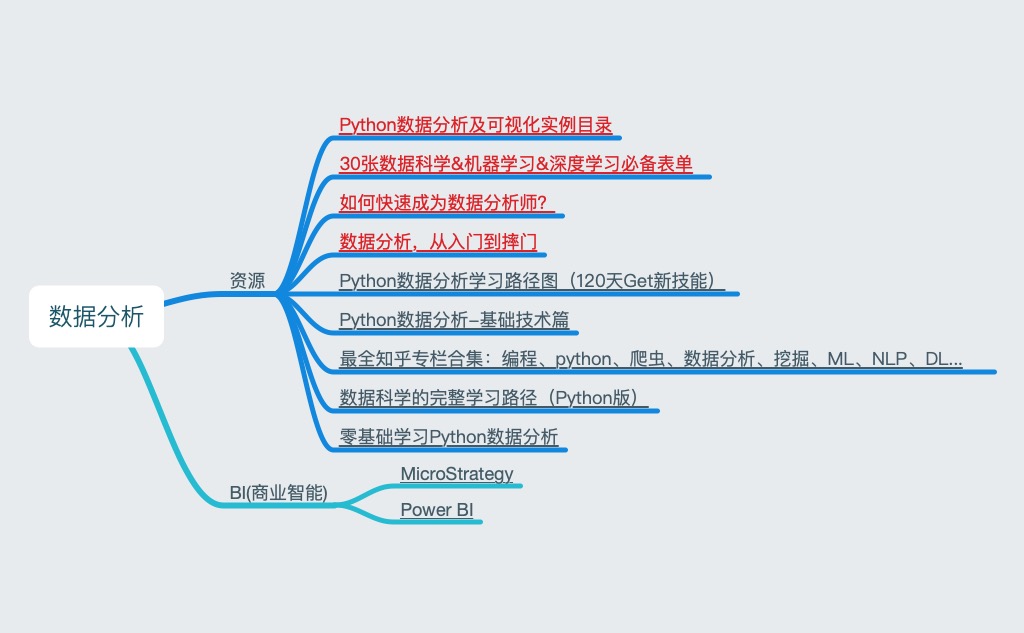 Python数据分析及可视化实例目录
30张数据科学&机器学习&深度学习必备表单
如何快速成为数据分析师？
数据分析，从入门到摔门
资源
Python数据分析学习路径图（120天Get新技能）
数据分析
Python数据分析-基础技术篇
最全知乎专栏合集：编程、python、爬虫、数据分析、挖掘、ML、NLP、DL...
数据科学的完整学习路径（Python版）
零基础学习Python数据分析
BI(商业智能)
MicroStrategy
Power BI